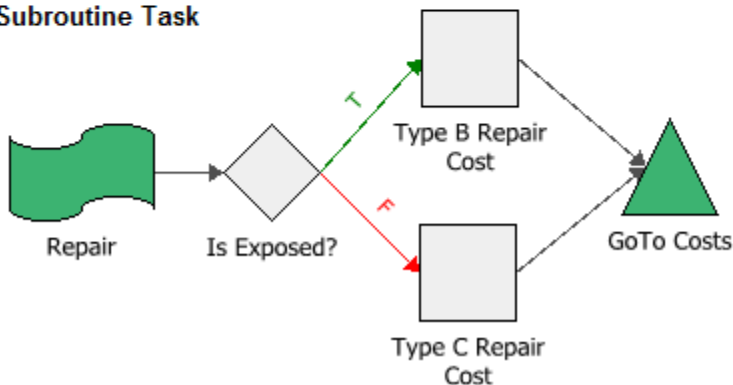 Subroutine Task
T
Type B Repair
Cost
Repair
Is Exposed?
GoTo Costs
F
Type C Repair
Cost